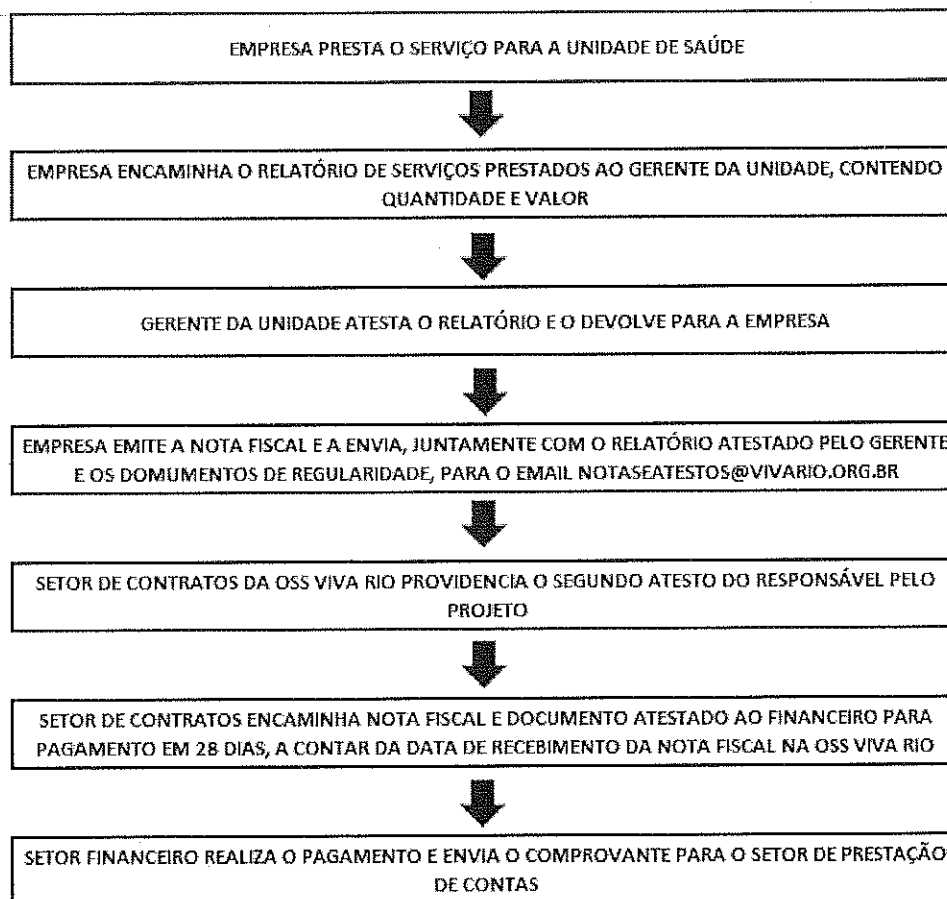 EMPRESA PRESTA O SERVIÇO PARA A UNIDADE DE SAÚDE
EMPRESA ENCAMINHA O RELATÓRIO DE SERVIÇOS PRESTADOS AO GERENTE DA UNIDADE, CONTENDO
QUANTIDADE E VALOR
GERENTE DA UNIDADE ATESTA O RELATÓRIO E O DEVOLVE PARA A EMPRESA
EMPRESA EMITE A NOTA FISCAL E A ENVIA, JUNTAMENTE COM O RELATÓRIO ATESTADO PELO GERENTE
E OS DOMUMENTOS DE REGULARIDADE, PARA O EMAIL NOTASEATESTOS@VIVARIO.ORG.BR
SETOR DE CONTRATOS DA OSS VIVA RIO PROVIDENCIA O SEGUNDO ATESTO DO RESPONSÁVEL PELO
PROJETO
SETOR DE CONTRATOS ENCAMINHA NOTA FISCAL E DOCUMENTO ATESTADO AO FINANCEIRO PARA
PAGAMENTO EM 28 DIAS, A CONTAR DA DATA DE RECEBIMENTO DA NOTA FISCAL NA OSS VIVA RIO
SETOR FINANCEIRO REALIZA O PAGAMENTO E ENVIA O COMPROVANTE PARA O SETOR DE PRESTAÇÃO
DE CONTAS